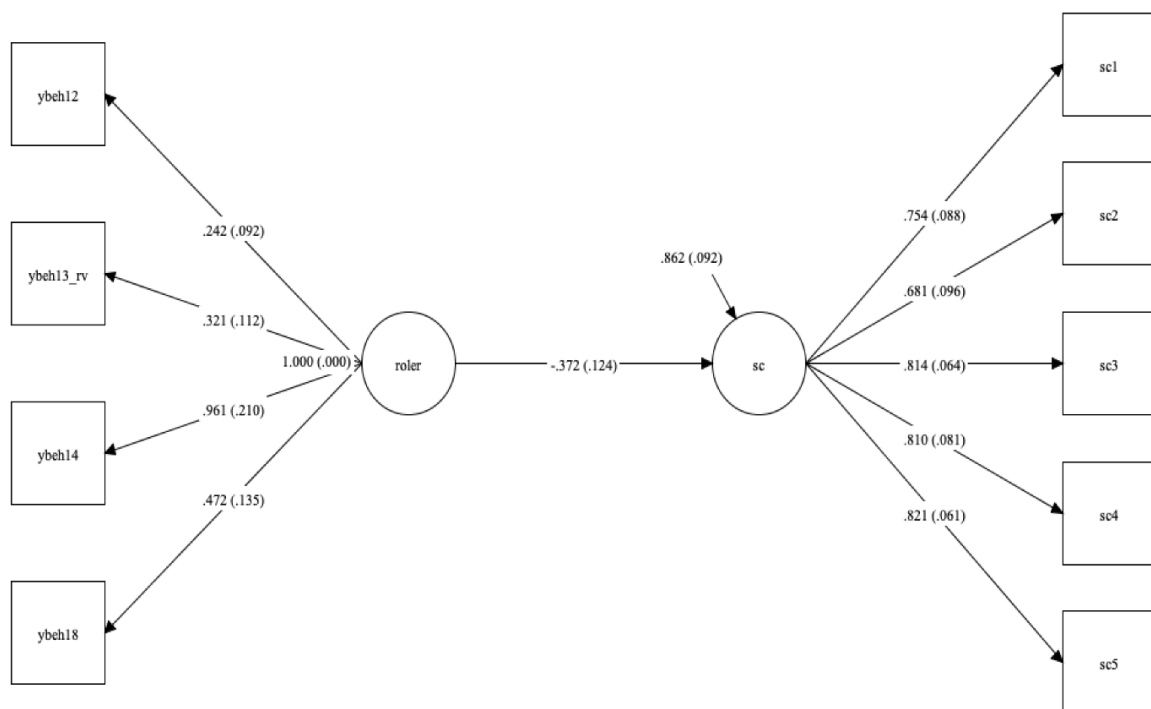 ybeh12
ybeh13_rv
ybeh14
ybeh18
.242 (.092)
.321 (.112)
1.000 (.000)
.961 (.210)
.472 (.135)
roler
-.372 (.124)
.862 (.092)
sc
.754 (.088)
.681 (.096)
.814 (.064)
.810 (.081)
.821 (.061)
sc1
sc2
sc3
sc4
sc5